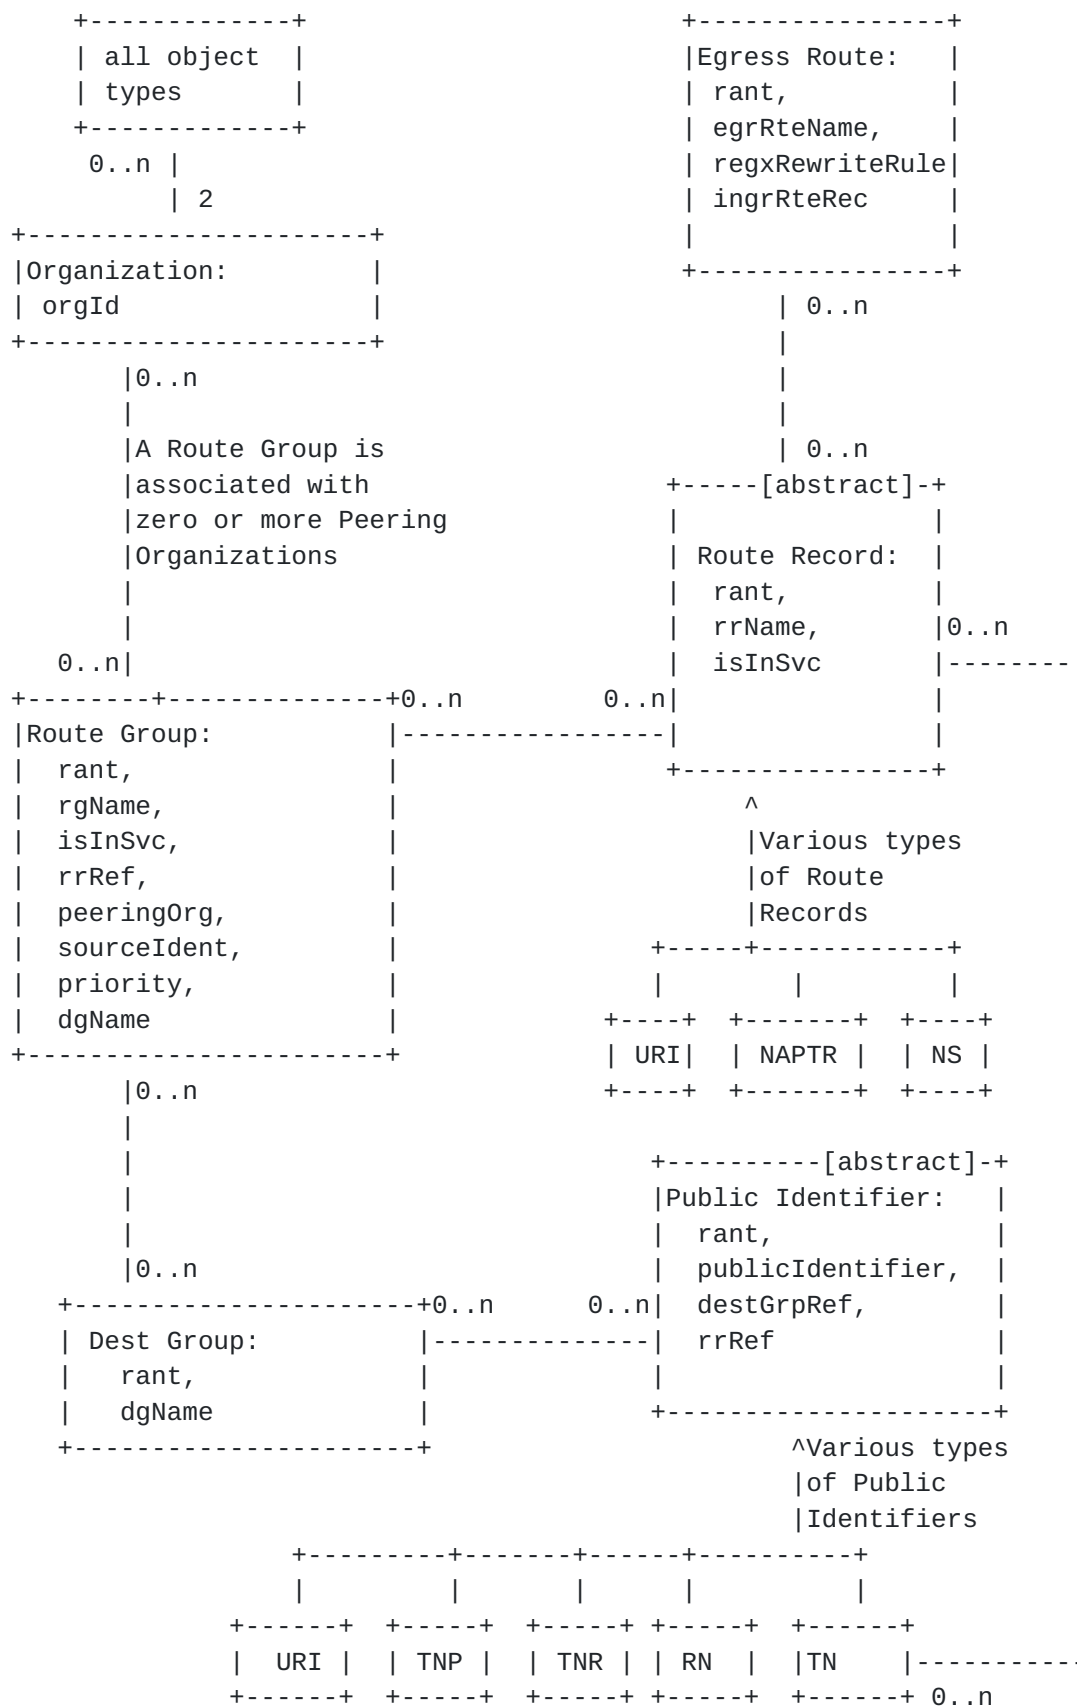 +-------------+                        +----------------+
| all object  |                        |Egress Route:   |
| types       |                        | rant,          |
+-------------+                        | egrRteName,    |
0..n |                                 | regxRewriteRule|
| 2                                | ingrRteRec     |
+----------------------+                   |                |
|Organization:         |                   +----------------+
| orgId                |                         | 0..n
+----------------------+                         |
|0..n                                     |
|                                         |
|A Route Group is                         | 0..n
|associated with                   +-----[abstract]-+
|zero or more Peering              |                |
|Organizations                     | Route Record:  |
|                                  |  rant,         |
|                                  |  rrName,       |0..n
0..n|                                  |  isInSvc       |--------
+--------+--------------+0..n         0..n|                |
|Route Group:           |-----------------|                |
|  rant,                |                 +----------------+
|  rgName,              |                      ^
|  isInSvc,             |                      |Various types
|  rrRef,               |                      |of Route
|  peeringOrg,          |                      |Records
|  sourceIdent,         |                +-----+------------+
|  priority,            |                |        |         |
|  dgName               |             +----+  +-------+  +----+
+-----------------------+             | URI|  | NAPTR |  | NS |
|0..n                          +----+  +-------+  +----+
|
|                                 +----------[abstract]-+
|                                 |Public Identifier:   |
|                                 |  rant,              |
|0..n                             |  publicIdentifier,  |
+----------------------+0..n      0..n|  destGrpRef,        |
| Dest Group:          |--------------|  rrRef              |
|   rant,              |              |                     |
|   dgName             |              +---------------------+
+----------------------+                       ^Various types
|of Public
|Identifiers
+---------+-------+------+----------+
|         |       |      |          |
+------+  +-----+  +-----+ +-----+  +------+
|  URI |  | TNP |  | TNR | | RN  |  |TN    |-----------
+------+  +-----+  +-----+ +-----+  +------+ 0..n